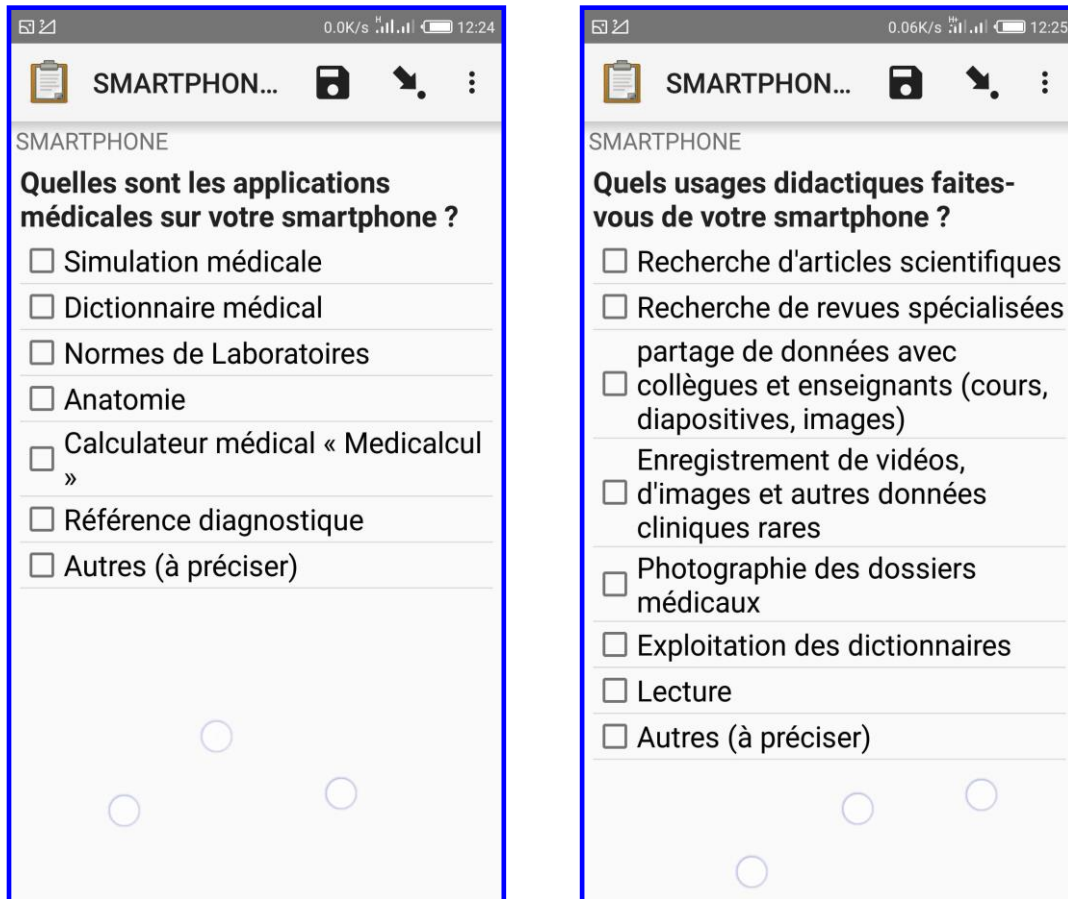 0.0K/s H 12:24
SMARTPHON...
SMARTPHONE
Quelles sont les applications
médicales sur votre smartphone ?
Simulation médicale
Dictionnaire médical
Normes de Laboratoires
Anatomie
Calculateur médical « Medicalcul
»
Référence diagnostique
Autres (à préciser)
0.06K/s H+ 12:25
SMARTPHON...
SMARTPHONE
Quels usages didactiques faites-
vous de votre smartphone ?
Recherche d'articles scientifiques
Recherche de revues spécialisées
partage de données avec
collègues et enseignants (cours,
diapositives, images)
Enregistrement de vidéos,
d'images et autres données
cliniques rares
Photographie des dossiers
médicaux
Exploitation des dictionnaires
Lecture
Autres (à préciser)